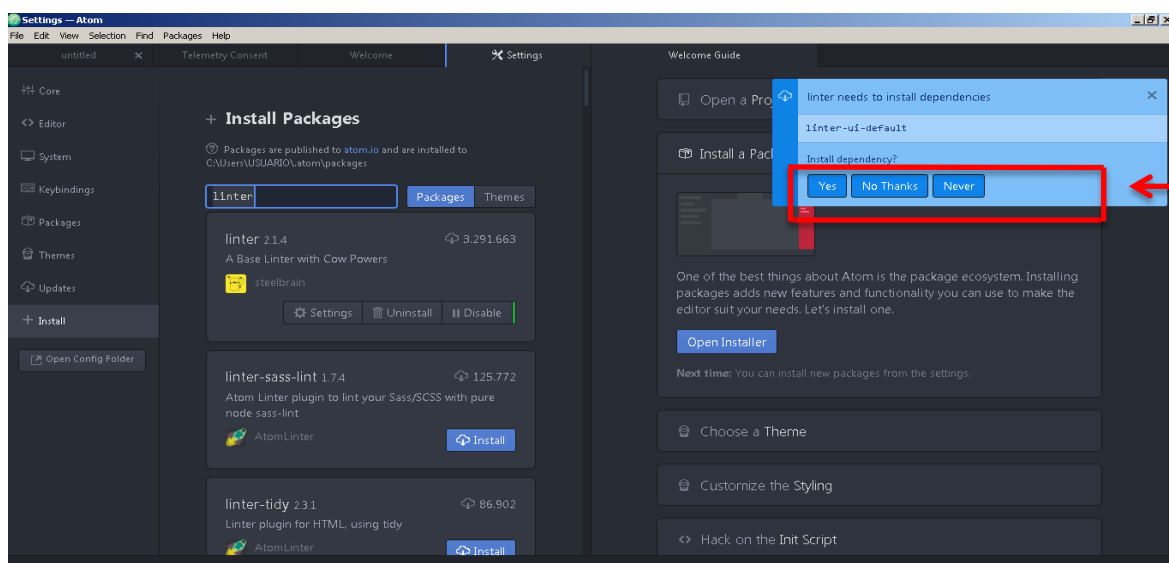 Settings — Atom
File Edit View Selection Find Packages Help
untitled
Telemetry Consent
Welcome
Settings
Welcome Guide
Core
Editor
System
Keybindings
Packages
Themes
Updates
+ Install
Open Config Folder
+ Install Packages
Packages are published to atom.io and are installed to
C:\Users\USUARIO\.atom\packages
linter
Packages Themes
linter 2.1.4 3.291.663
A Base Linter with Cow Powers
steelbrain
Settings Uninstall Disable
linter-sass-lint 1.7.4 125.772
Atom Linter plugin to lint your Sass/SCSS with pure
node sass-lint
AtomLinter Install
linter-tidy 2.3.1 86.902
Linter plugin for HTML, using tidy
AtomLinter Install
Open a Pro
Install a Pac
linter needs to install dependencies
linter-ui-default
Install dependency?
Yes No Thanks Never
One of the best things about Atom is the package ecosystem. Installing
packages adds new features and functionality you can use to make the
editor suit your needs. Let's install one.
Open Installer
Next time: You can install new packages from the settings.
Choose a Theme
Customize the Styling
Hack on the Init Script